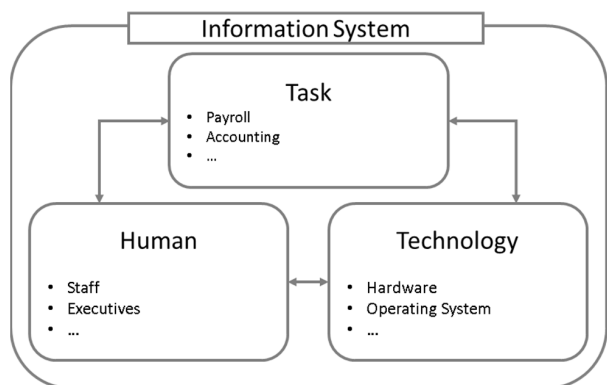 Information System
Task
• Payroll
• Accounting
• ...
Human
• Staff
• Executives
• ...
Technology
• Hardware
• Operating System
• ...